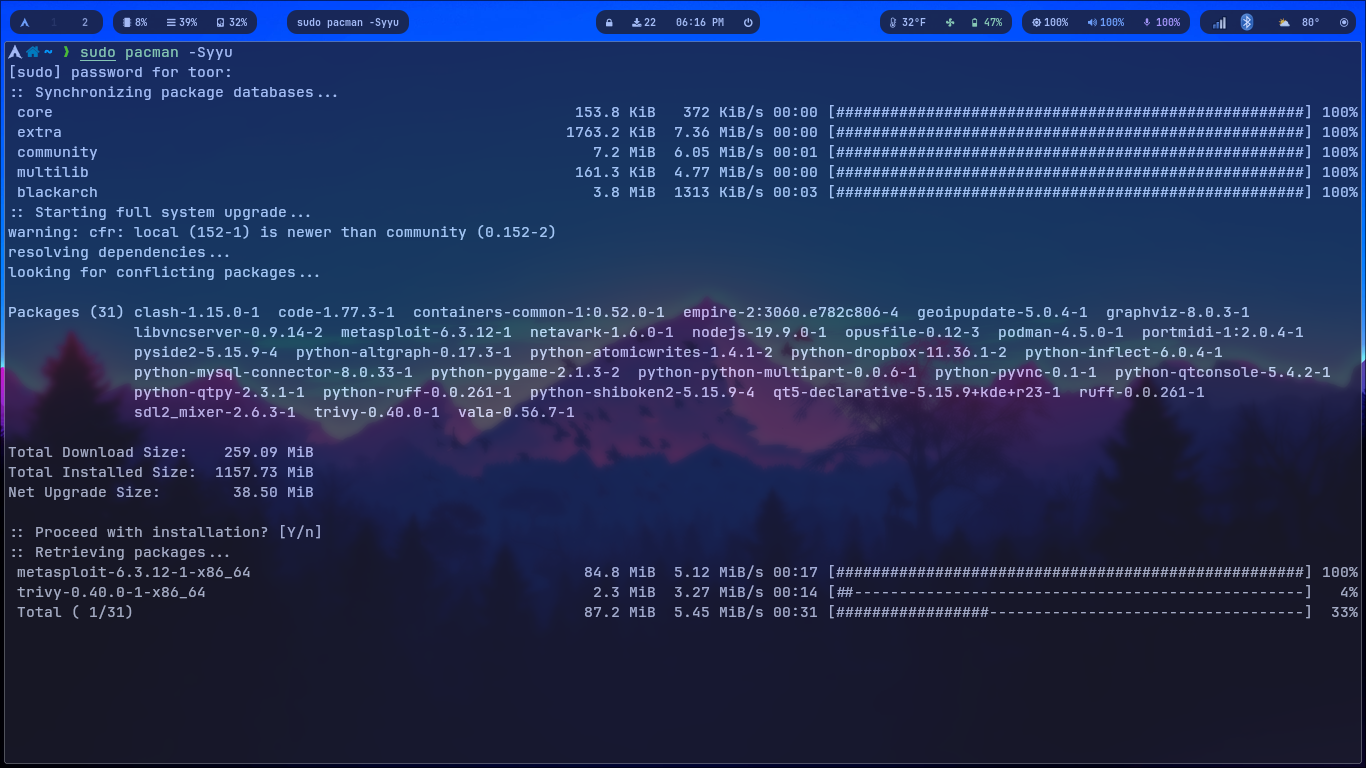 1 2 8% 39% 32% sudo pacman -Syyu 22 06:16 PM 32°F 47% 100% 100% 100% 80°
~ ❯ sudo pacman -Syyu
[sudo] password for toor:
:: Synchronizing package databases...
core 153.8 KiB 372 KiB/s 00:00 [####################################################] 100%
extra 1763.2 KiB 7.36 MiB/s 00:00 [####################################################] 100%
community 7.2 MiB 6.05 MiB/s 00:01 [####################################################] 100%
multilib 161.3 KiB 4.77 MiB/s 00:00 [####################################################] 100%
blackarch 3.8 MiB 1313 KiB/s 00:03 [####################################################] 100%
:: Starting full system upgrade...
warning: cfr: local (152-1) is newer than community (0.152-2)
resolving dependencies...
looking for conflicting packages...
Packages (31) clash-1.15.0-1 code-1.77.3-1 containers-common-1:0.52.0-1 empire-2:3060.e782c806-4 geoipupdate-5.0.4-1 graphviz-8.0.3-1
libvncserver-0.9.14-2 metasploit-6.3.12-1 netavark-1.6.0-1 nodejs-19.9.0-1 opusfile-0.12-3 podman-4.5.0-1 portmidi-1:2.0.4-1
pyside2-5.15.9-4 python-altgraph-0.17.3-1 python-atomicwrites-1.4.1-2 python-dropbox-11.36.1-2 python-inflect-6.0.4-1
python-mysql-connector-8.0.33-1 python-pygame-2.1.3-2 python-python-multipart-0.0.6-1 python-pyvnc-0.1-1 python-qtconsole-5.4.2-1
python-qtpy-2.3.1-1 python-ruff-0.0.261-1 python-shiboken2-5.15.9-4 qt5-declarative-5.15.9+kde+r23-1 ruff-0.0.261-1
sdl2_mixer-2.6.3-1 trivy-0.40.0-1 vala-0.56.7-1
Total Download Size: 259.09 MiB
Total Installed Size: 1157.73 MiB
Net Upgrade Size: 38.50 MiB
:: Proceed with installation? [Y/n]
:: Retrieving packages...
metasploit-6.3.12-1-x86_64 84.8 MiB 5.12 MiB/s 00:17 [####################################################] 100%
trivy-0.40.0-1-x86_64 2.3 MiB 3.27 MiB/s 00:14 [##--------------------------------------------------] 4%
Total ( 1/31) 87.2 MiB 5.45 MiB/s 00:31 [#################-----------------------------------] 33%